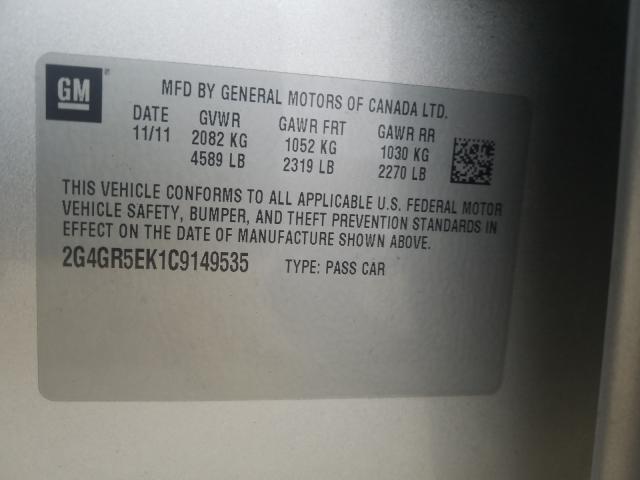 GM
MFD BY GENERAL MOTORS OF CANADA LTD.
DATE GVWR GAWR FRT GAWR RR
11/11 2082 KG 1052 KG 1030 KG
4589 LB 2319 LB 2270 LB
THIS VEHICLE CONFORMS TO ALL APPLICABLE U.S. FEDERAL MOTOR
VEHICLE SAFETY, BUMPER, AND THEFT PREVENTION STANDARDS IN
EFFECT ON THE DATE OF MANUFACTURE SHOWN ABOVE.
2G4GR5EK1C9149535 TYPE: PASS CAR